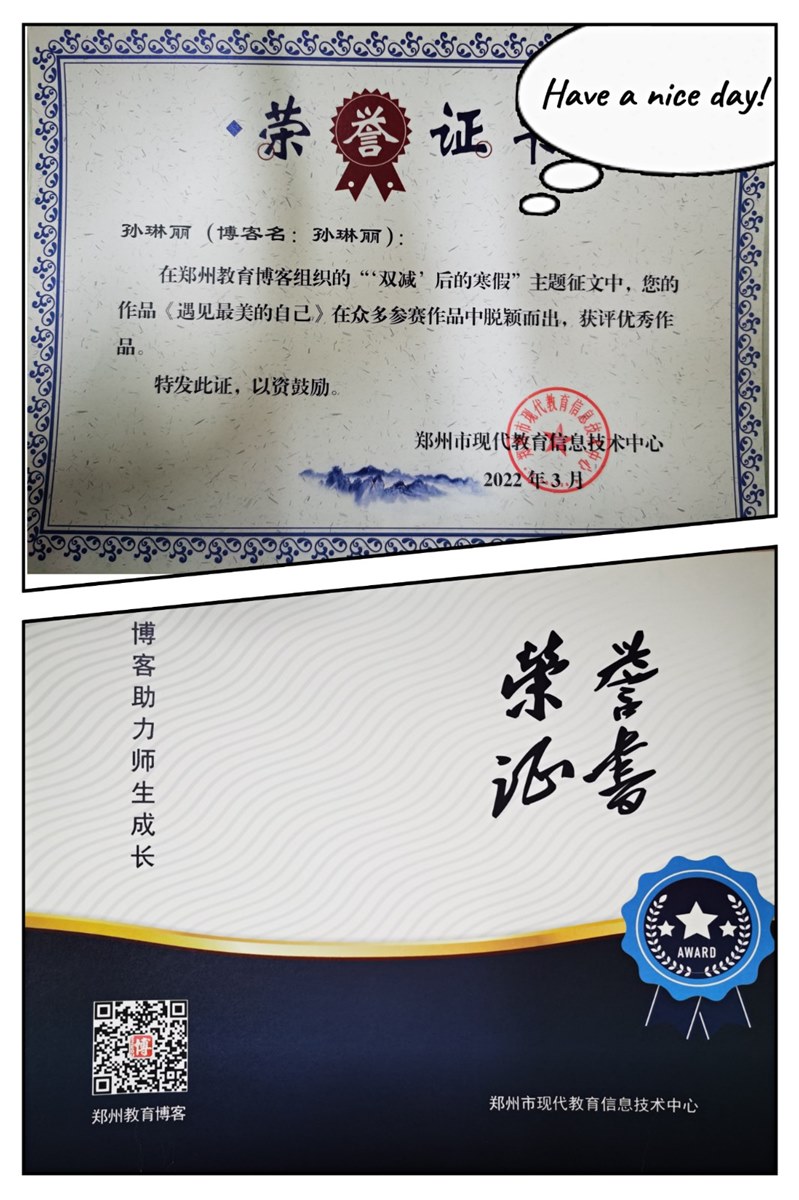 Have a nice day!
荣誉证
孙琳丽（博客名：孙琳丽）：
在郑州教育博客组织的“‘双减’后的寒假”主题征文中，您的
作品《遇见最美的自己》在众多参赛作品中脱颖而出，获评优秀作
品。
特发此证，以资鼓励。
郑州市现代教育信息技术中心
2022 年 3 月
博客助力师生成长
荣誉
证书
AWARD
博
郑州教育博客
郑州市现代教育信息技术中心